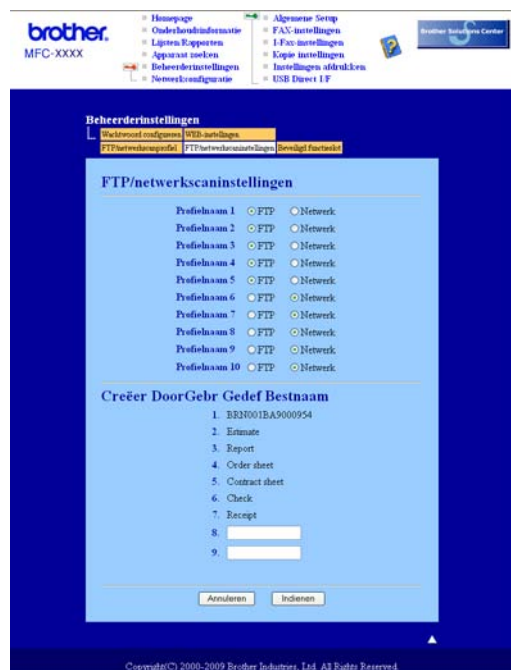 brother.
MFC-XXXX
Homepage
Onderhoudsinformatie
Lijsten/Rapporten
Apparaat zoeken
Beheerderinstellingen
Netwerkconfiguratie
Algemene Setup
FAX-instellingen
I-Fax-instellingen
Kopie instellingen
Instellingen afdrukken
USB Direct I/F
Brother Solutions Center
Beheerderinstellingen
Wachtwoord configureren WEB-instellingen
FTP/netwerkscanprofiel FTP/netwerkscaninstellingen Beveiligd functieslot
FTP/netwerkscaninstellingen
Profielnaam 1 FTP Netwerk
Profielnaam 2 FTP Netwerk
Profielnaam 3 FTP Netwerk
Profielnaam 4 FTP Netwerk
Profielnaam 5 FTP Netwerk
Profielnaam 6 FTP Netwerk
Profielnaam 7 FTP Netwerk
Profielnaam 8 FTP Netwerk
Profielnaam 9 FTP Netwerk
Profielnaam 10 FTP Netwerk
Creëer DoorGebr Gedef Bestnaam
1. BRN001BA9000954
2. Estimate
3. Report
4. Order sheet
5. Contract sheet
6. Check
7. Receipt
8.
9.
Annuleren Indienen
Copyright(C) 2000-2009 Brother Industries, Ltd. All Rights Reserved.